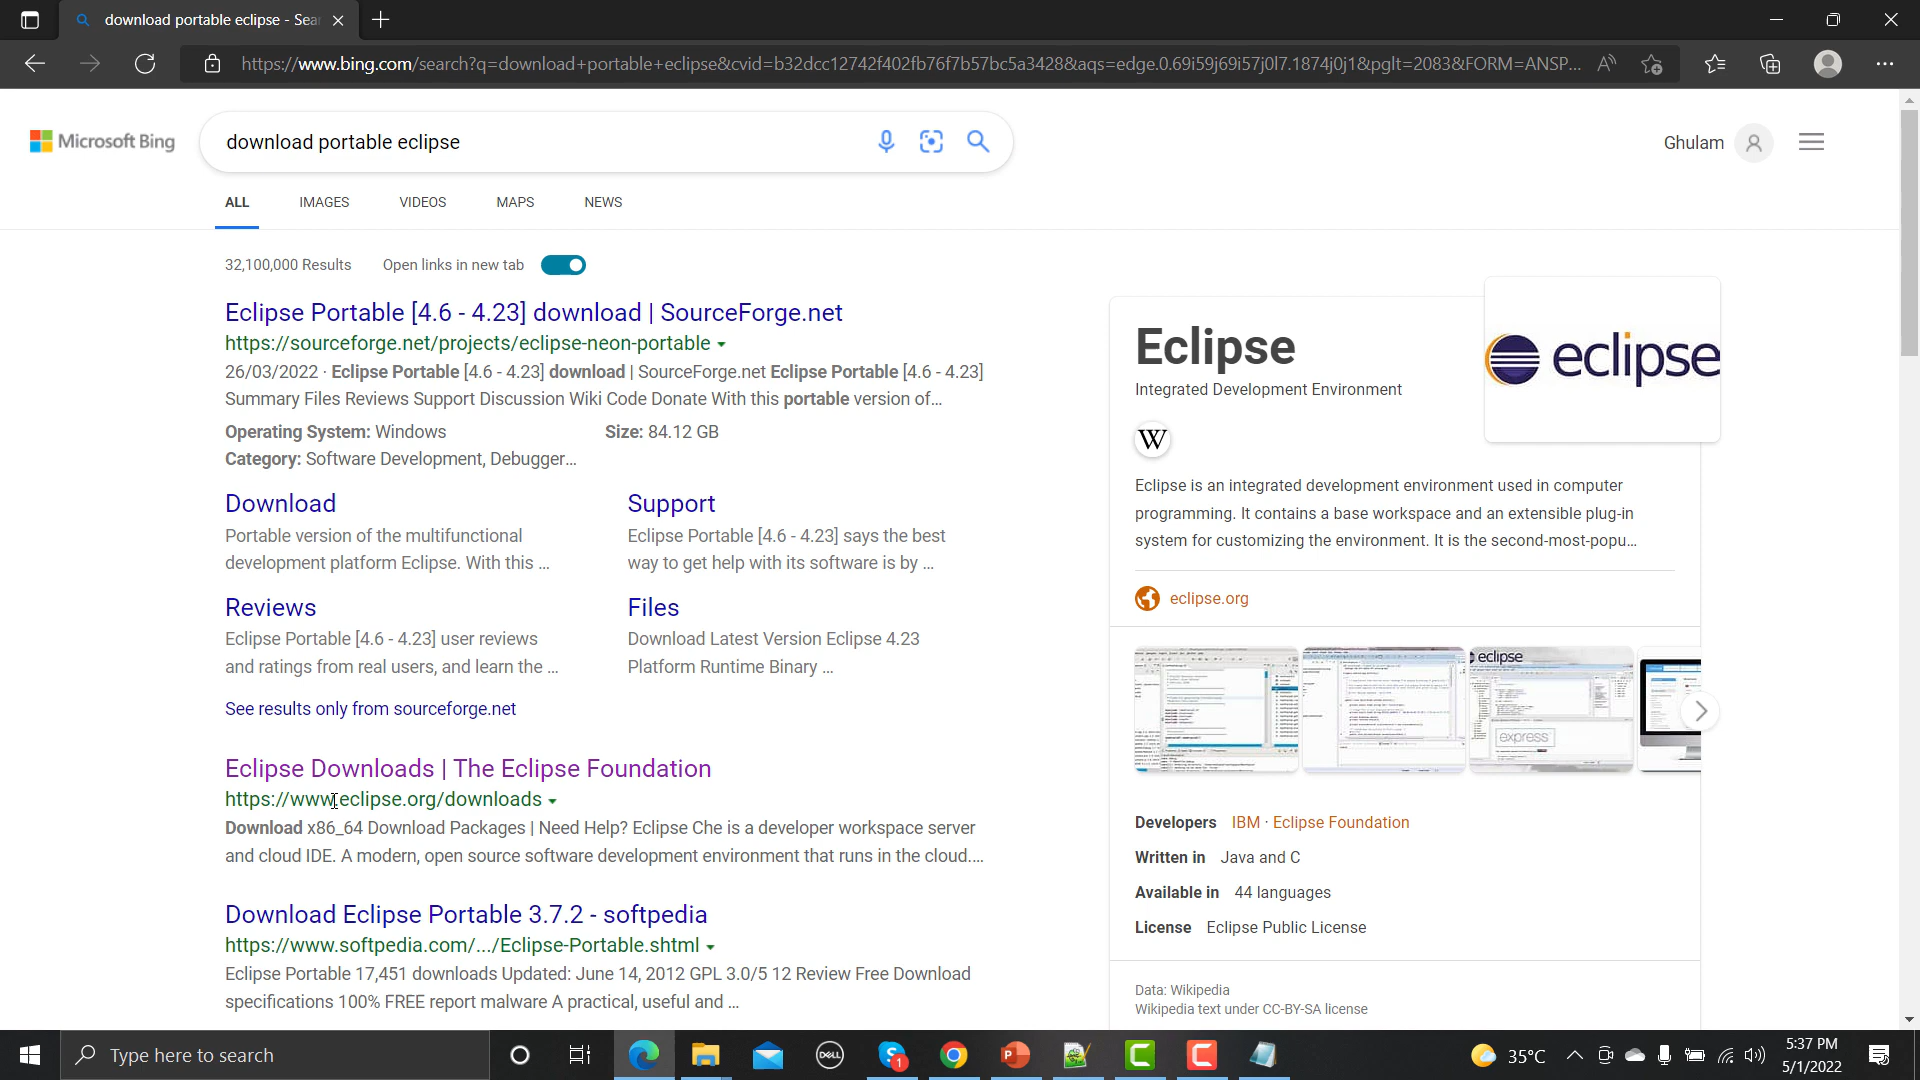 download portable eclipse - Sea
https://www.bing.com/search?q=download+portable+eclipse&cvid=b32dcc12742f402fb76f7b57bc5a3428&aqs=edge.0.69i59j69i57j0l7.1874j0j1&pglt=2083&FORM=ANSP...
Microsoft Bing
download portable eclipse
Ghulam
ALL IMAGES VIDEOS MAPS NEWS
32,100,000 Results Open links in new tab
Eclipse Portable [4.6 - 4.23] download | SourceForge.net
https://sourceforge.net/projects/eclipse-neon-portable
26/03/2022 · Eclipse Portable [4.6 - 4.23] download | SourceForge.net Eclipse Portable [4.6 - 4.23]
Summary Files Reviews Support Discussion Wiki Code Donate With this portable version of...
Operating System: Windows Size: 84.12 GB
Category: Software Development, Debugger...
Download
Portable version of the multifunctional
development platform Eclipse. With this ...
Support
Eclipse Portable [4.6 - 4.23] says the best
way to get help with its software is by ...
Reviews
Eclipse Portable [4.6 - 4.23] user reviews
and ratings from real users, and learn the ...
Files
Download Latest Version Eclipse 4.23
Platform Runtime Binary ...
See results only from sourceforge.net
Eclipse Downloads | The Eclipse Foundation
https://www.eclipse.org/downloads
Download x86_64 Download Packages | Need Help? Eclipse Che is a developer workspace server
and cloud IDE. A modern, open source software development environment that runs in the cloud....
Download Eclipse Portable 3.7.2 - softpedia
https://www.softpedia.com/.../Eclipse-Portable.shtml
Eclipse Portable 17,451 downloads Updated: June 14, 2012 GPL 3.0/5 12 Review Free Download
specifications 100% FREE report malware A practical, useful and ...
Eclipse
Integrated Development Environment
eclipse
W
Eclipse is an integrated development environment used in computer
programming. It contains a base workspace and an extensible plug-in
system for customizing the environment. It is the second-most-popu...
eclipse.org
eclipse
express
Developers IBM · Eclipse Foundation
Written in Java and C
Available in 44 languages
License Eclipse Public License
Data: Wikipedia
Wikipedia text under CC-BY-SA license
Type here to search
DELL
1
35°C
5:37 PM
5/1/2022